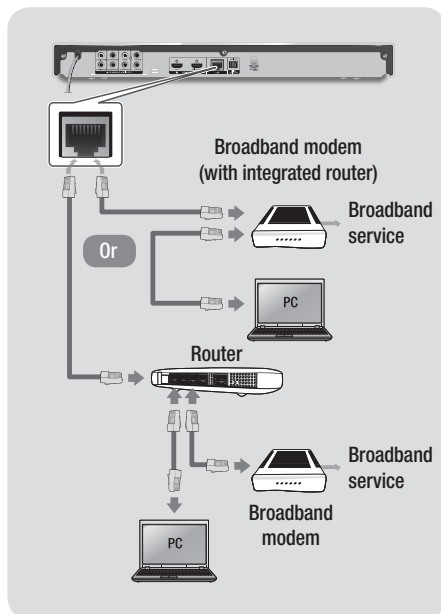 Broadband modem
(with integrated router)
Broadband
service
Or
PC
Router
Broadband
service
Broadband
modem
PC